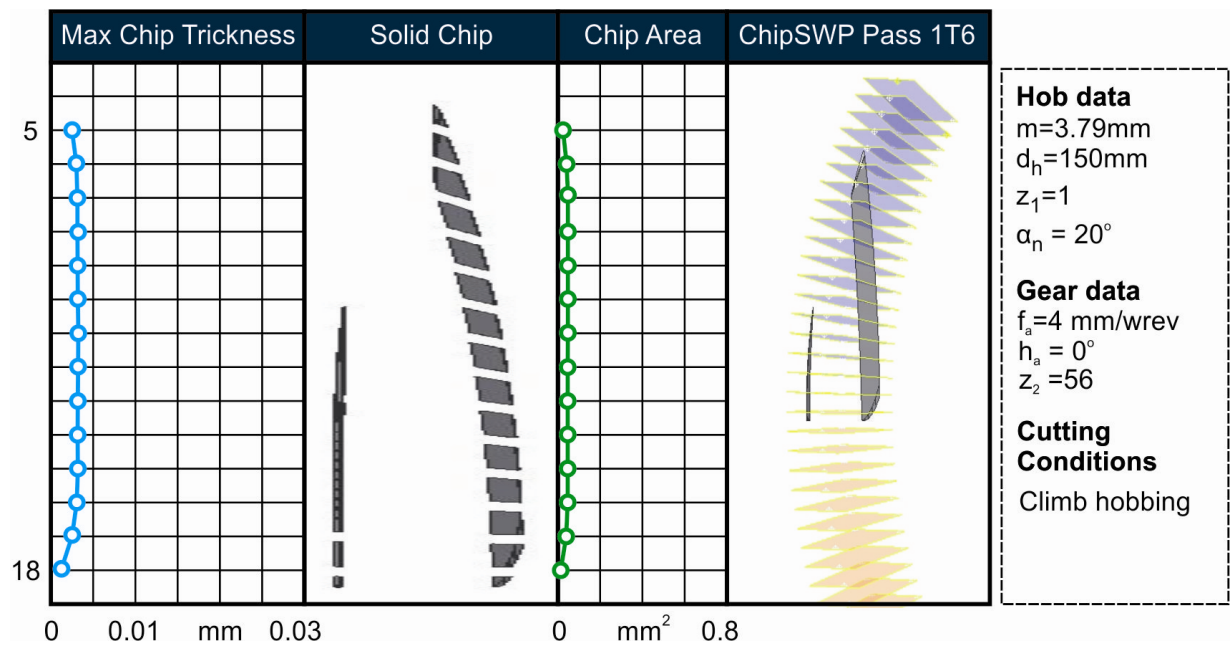 Max Chip Trickness Solid Chip Chip Area ChipSWP Pass 1T6
5
18
0 0.01 mm 0.03 0 mm² 0.8
Hob data
m=3.79mm
dₕ=150mm
z₁=1
αₙ = 20°
Gear data
fₐ=4 mm/wrev
hₐ = 0°
z₂ =56
Cutting
Conditions
Climb hobbing